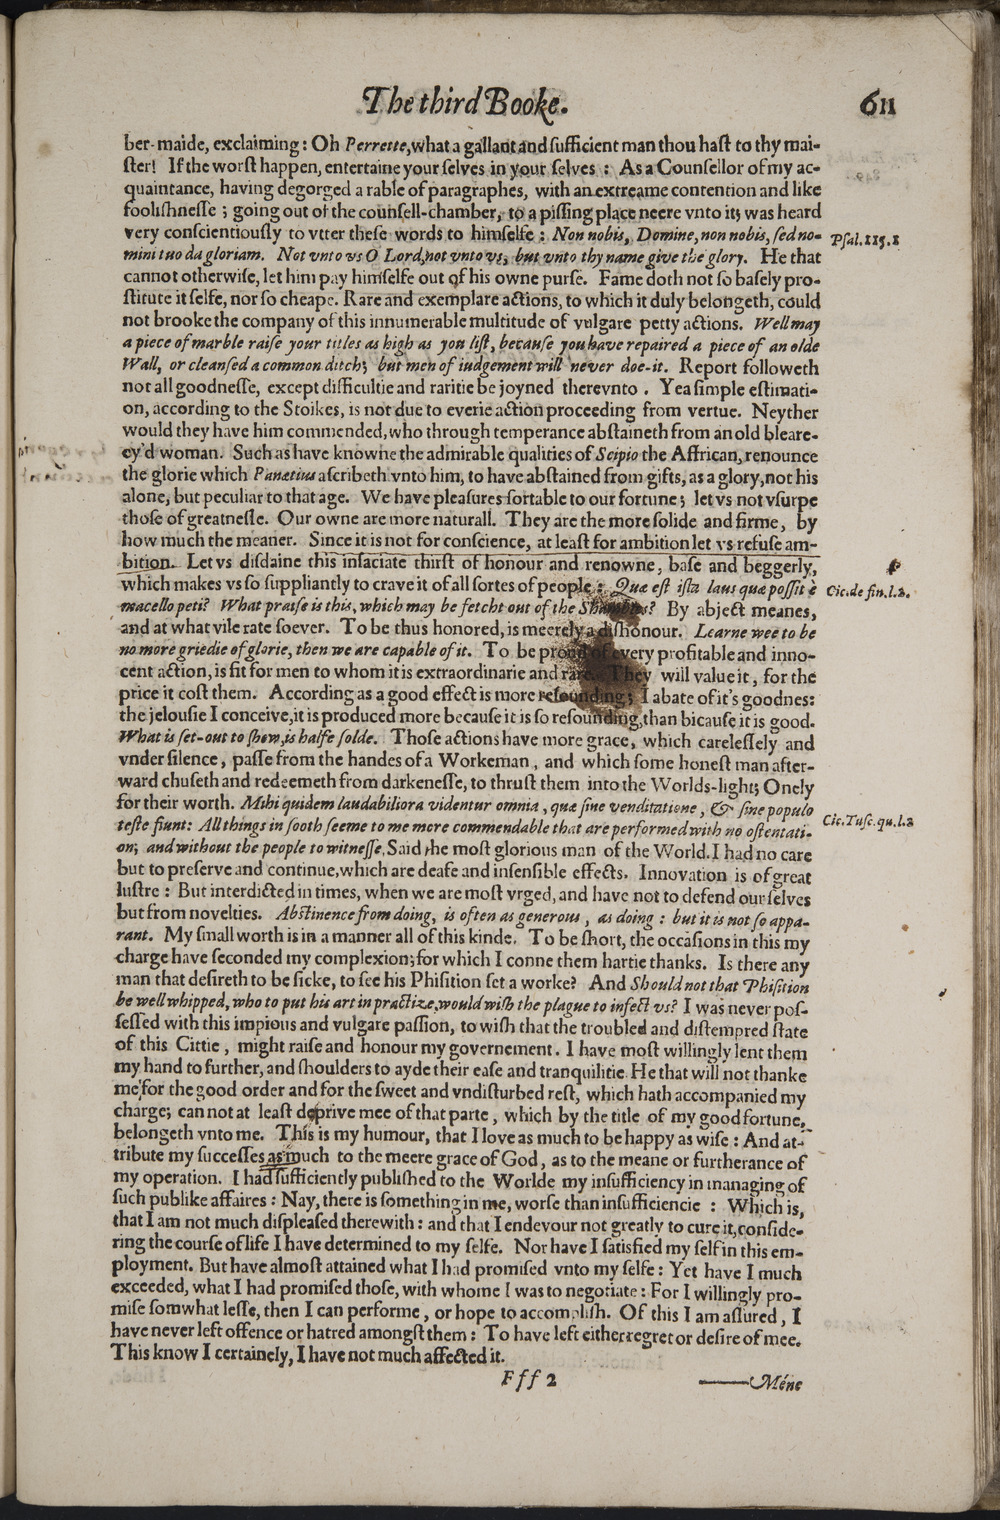 The third Booke.
611
ber-maide, exclaiming: Oh Perrette, what a gallant and ſufficient man thou haſt to thy mai-
ſter! If the worſt happen, entertaine your ſelves in your ſelves : As a Counſellor of my ac-
quaintance, having degorged a rable of paragraphes, with an extreame contention and like
fooliſhneſſe ; going out of the counſell-chamber, to a piſſing place neere vnto it; was heard
very conſcientiouſly to vtter theſe words to himſelfe : Non nobis, Domine, non nobis, ſed no-
Pſal.115.1
mini tuo da gloriam. Not vnto vs O Lord, not vnto vs, but vnto thy name give the glory. He that
cannot otherwiſe, let him pay himſelfe out of his owne purſe. Fame doth not ſo baſely pro-
ſtitute it ſelfe, nor ſo cheape. Rare and exemplare actions, to which it duly belongeth, could
not brooke the company of this innumerable multitude of vulgare petty actions. Well may
a piece of marble raiſe your titles as high as you liſt, becauſe you have repaired a piece of an olde
Wall, or cleanſed a common ditch; but men of iudgement will never doe-it. Report followeth
not all goodneſſe, except difficultie and raritie be joyned therevnto . Yea ſimple eſtimati-
on, according to the Stoikes, is not due to everie action proceeding from vertue. Neyther
would they have him commended, who through temperance abſtaineth from an old bleare-
ey'd woman. Such as have knowne the admirable qualities of Scipio the Affrican, renounce
the glorie which Panætius aſcribeth vnto him, to have abſtained from gifts, as a glory, not his
alone, but peculiar to that age. We have pleaſures ſortable to our fortune ; let vs not vſurpe
thoſe of greatneſſe. Our owne are more naturall. They are the more ſolide and firme, by
how much the meaner. Since it is not for conſcience, at leaſt for ambition let vs refuſe am-
bition. Let vs diſdaine this inſaciate thirſt of honour and renowne, baſe and beggerly,
which makes vs ſo ſuppliantly to crave it of all ſortes of people : Quæ eſt iſta laus quæ poſſit è
Cic. de fin. l. 2.
macello peti? What praiſe is this, which may be fetcht out of the Shambles? By abject meanes,
and at what vile rate ſoever. To be thus honored, is meerely a diſhonour. Learne wee to be
no more griedie of glorie, then we are capable of it. To be proud of every profitable and inno-
cent action, is fit for men to whom it is extraordinarie and rare. They will value it, for the
price it coſt them. According as a good effect is more reſounding; I abate of it's goodnes:
the jelouſie I conceive, it is produced more becauſe it is ſo reſounding, than bicauſe it is good.
What is ſet-out to ſhew, is halfe ſolde. Thoſe actions have more grace, which careleſſely and
vnder ſilence, paſſe from the handes of a Workeman , and which ſome honeſt man after-
ward chuſeth and redeemeth from darkeneſſe, to thruſt them into the Worlds-light; Onely
for their worth. Mihi quidem laudabiliora videntur omnia, quæ ſine venditatione, & ſine populo
Cic. Tuſc. qu. l. 2
teſte fiunt: All things in ſooth ſeeme to me more commendable that are performed with no oſtentati-
on; and without the people to witneſſe, Said the moſt glorious man of the World. I had no care
but to preſerve and continue, which are deafe and inſenſible effects. Innovation is of great
luſtre : But interdicted in times, when we are moſt vrged, and have not to defend our ſelves
but from novelties. Abſtinence from doing, is often as generous, as doing : but it is not ſo appa-
rant. My ſmall worth is in a manner all of this kinde. To be ſhort, the occaſions in this my
charge have ſeconded my complexion; for which I conne them hartie thanks. Is there any
man that deſireth to be ſicke, to ſee his Phiſition ſet a worke? And Should not that Phiſition
be well whipped, who to put his art in practize, would wiſh the plague to infect vs? I was never poſ-
ſeſſed with this impious and vulgare paſſion, to wiſh that the troubled and diſtempred ſtate
of this Cittie , might raiſe and honour my governement. I have moſt willingly lent them
my hand to further, and ſhoulders to ayde their eaſe and tranquilitie. He that will not thanke
me for the good order and for the ſweet and vndiſturbed reſt, which hath accompanied my
charge; can not at leaſt deprive mee of that parte , which by the title of my good fortune,
belongeth vnto me. This is my humour, that I love as much to be happy as wiſe : And at-
tribute my ſucceſſes as much to the meere grace of God, as to the meane or furtherance of
my operation. I had ſufficiently publiſhed to the Worlde my inſufficiency in managing of
ſuch publike affaires : Nay, there is ſomething in me, worſe than inſufficiencie : Which is,
that I am not much diſpleaſed therewith : and that I endevour not greatly to cure it, conſide-
ring the courſe of life I have determined to my ſelfe. Nor have I ſatisfied my ſelf in this em-
ployment. But have almoſt attained what I had promiſed vnto my ſelfe : Yet have I much
exceeded, what I had promiſed thoſe, with whome I was to negotiate : For I willingly pro-
miſe ſomwhat leſſe, then I can performe , or hope to accompliſh. Of this I am aſſured , I
have never left offence or hatred amongſt them : To have left either regret or deſire of mee.
This know I certainely, I have not much affected it.
Fff 2
——Méne